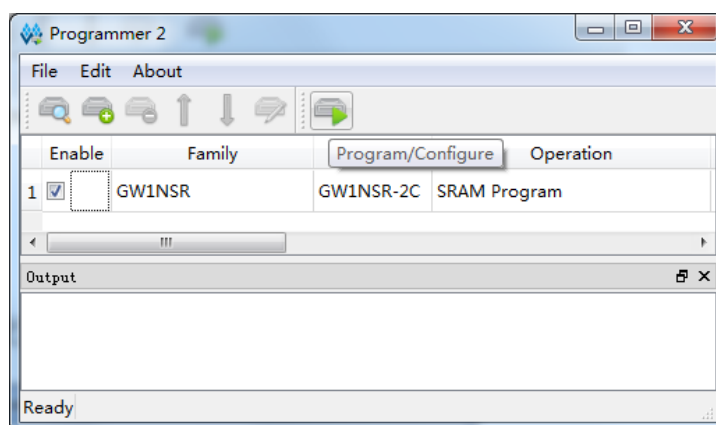 Programmer 2
File Edit About
Enable Family Program/Configure Operation
1 GW1NSR GW1NSR-2C SRAM Program
Output
Ready